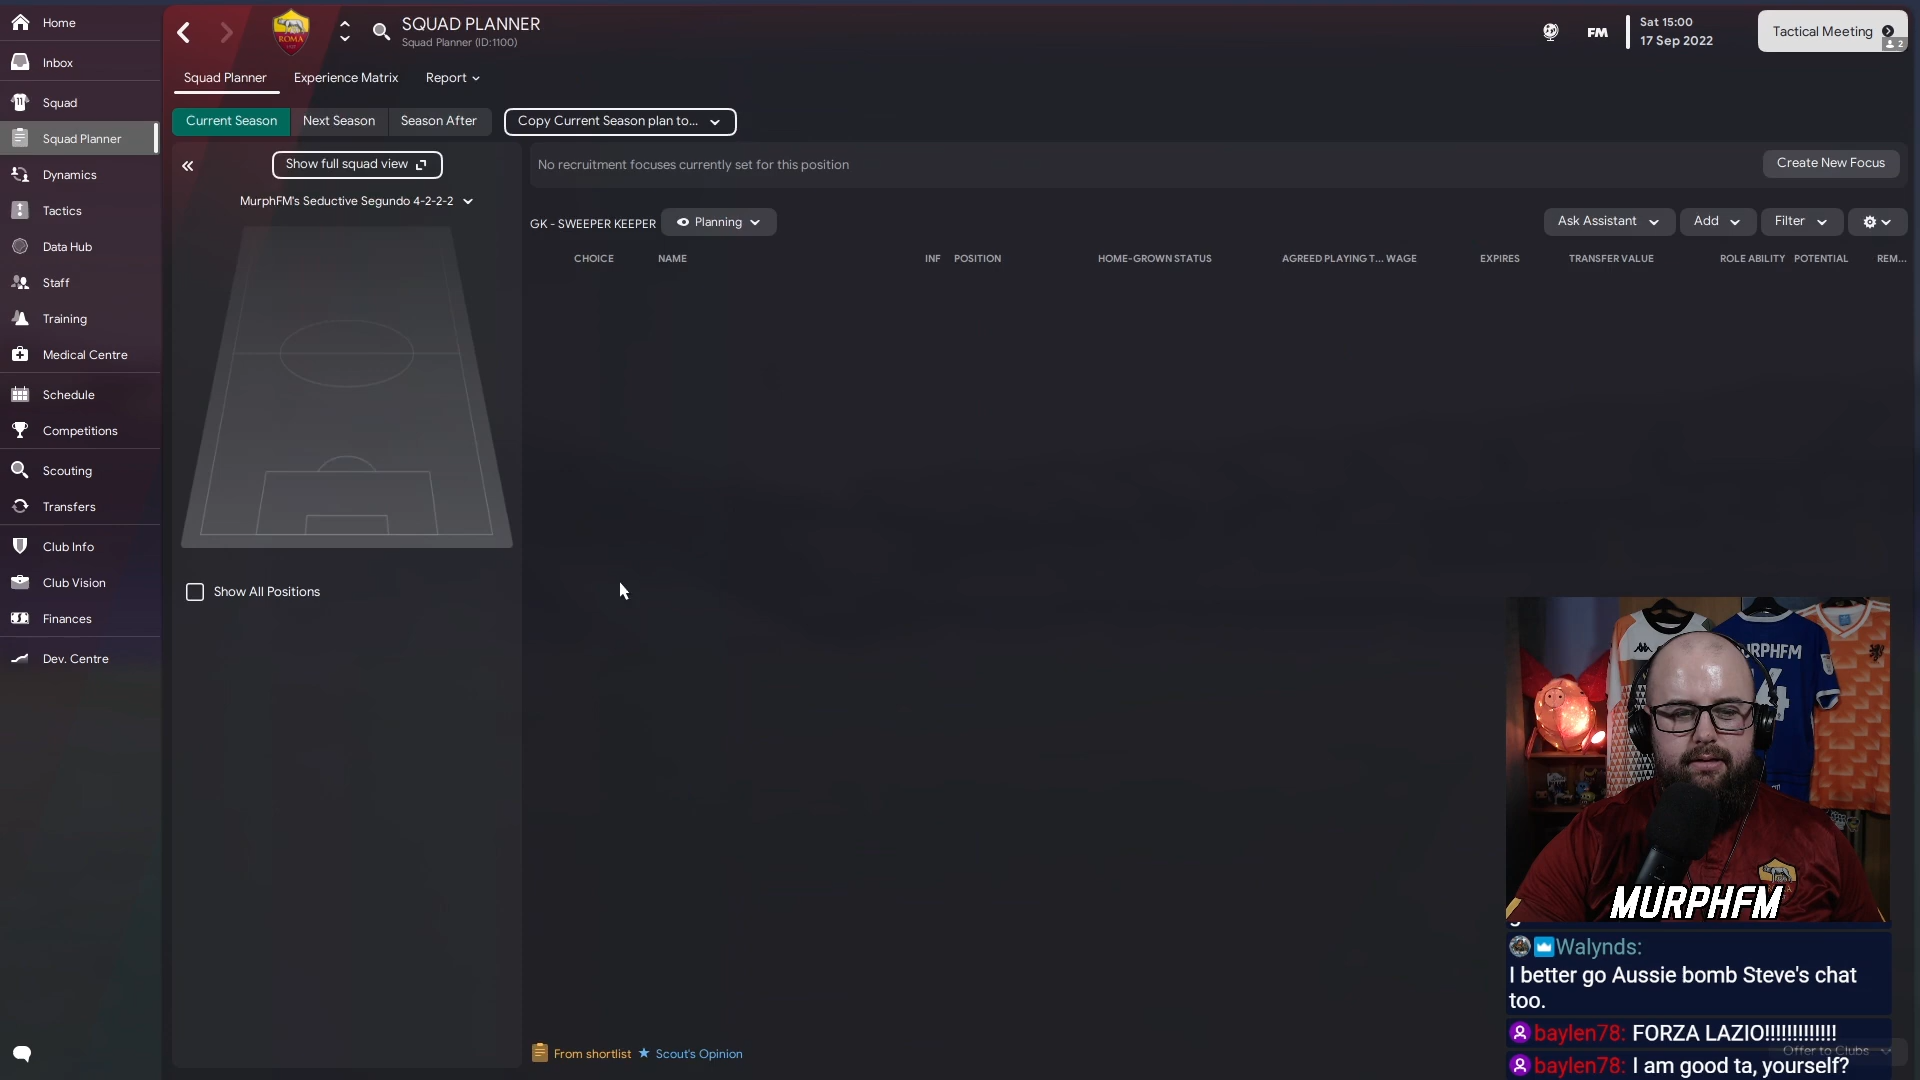 Home
Inbox
Squad
Squad Planner
Dynamics
Tactics
Data Hub
Staff
Training
Medical Centre
Schedule
Competitions
Scouting
Transfers
Club Info
Club Vision
Finances
Dev. Centre
ROMA
SQUAD PLANNER
Squad Planner (ID:1100)
FM
Sat 15:00
17 Sep 2022
Tactical Meeting
2
Squad Planner
Experience Matrix
Report
Current Season
Next Season
Season After
Copy Current Season plan to...
Show full squad view
MurphFM's Seductive Segundo 4-2-2-2
Show All Positions
No recruitment focuses currently set for this position
Create New Focus
GK - SWEEPER KEEPER
Planning
Ask Assistant
Add
Filter
CHOICE NAME INF POSITION HOME-GROWN STATUS AGREED PLAYING T... WAGE EXPIRES TRANSFER VALUE ROLE ABILITY POTENTIAL REM...
From shortlist
Scout's Opinion
MURPHFM
Walynds:
I better go Aussie bomb Steve's chat
too.
baylen78: FORZA LAZIO!!!!!!!!!!!!!
Offer to Clubs
baylen78: I am good ta, yourself?